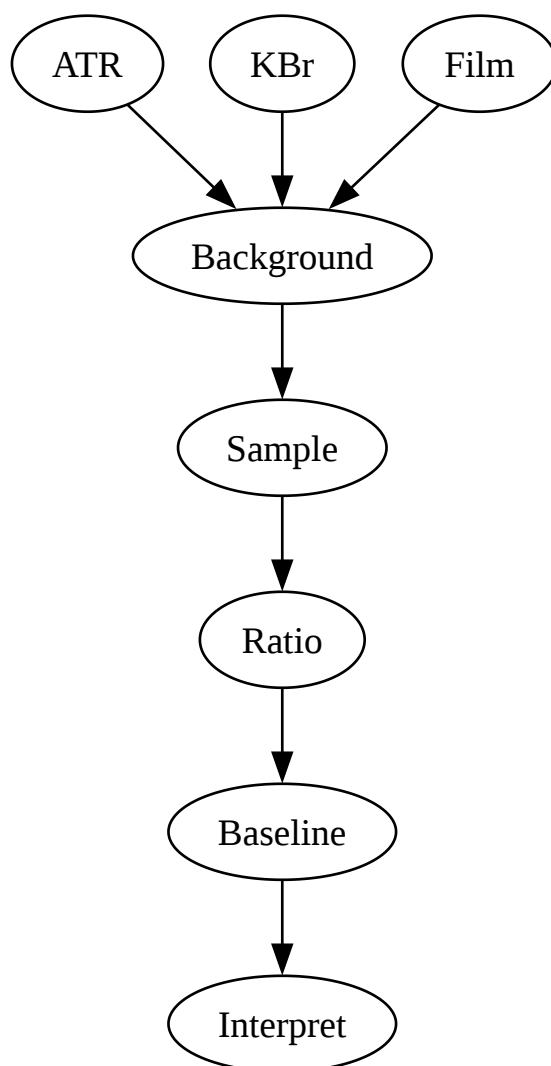 ATR
KBr
Film
Background
Sample
Ratio
Baseline
Interpret